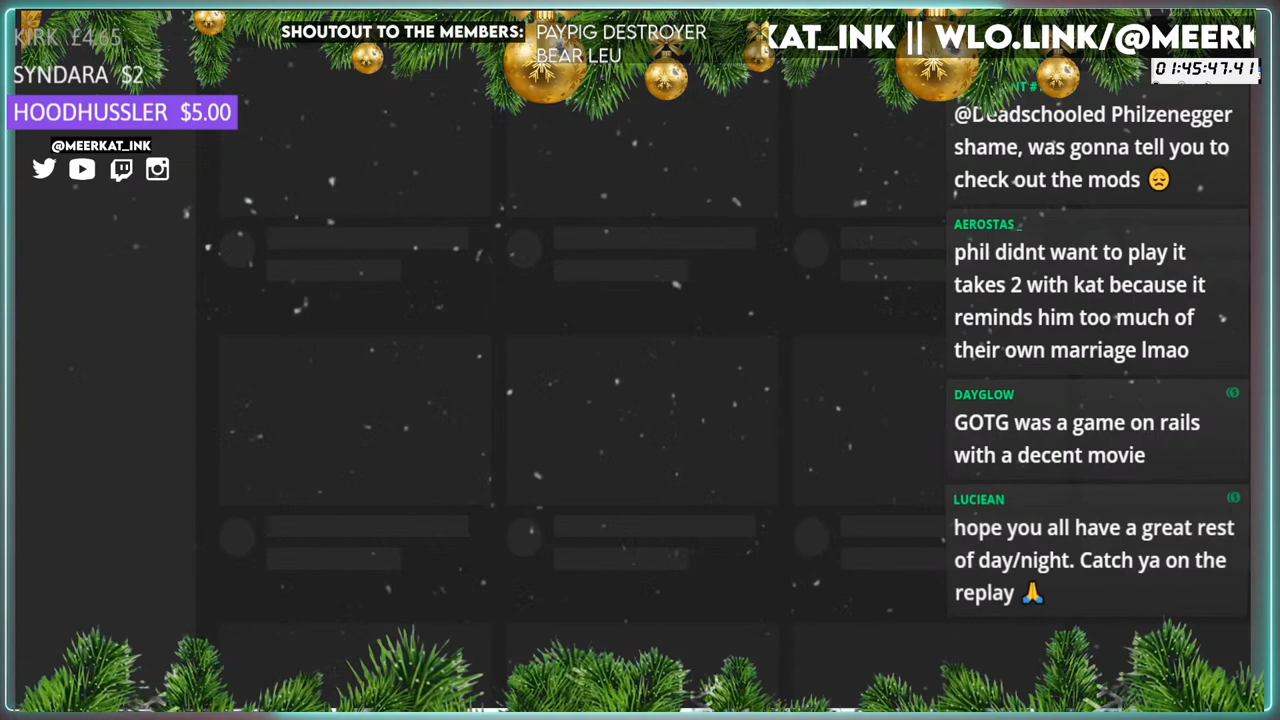 KIRK £4.65
SYNDARA $2
HOODHUSSLER $5.00
@MEERKAT_INK
SHOUTOUT TO THE MEMBERS:
PAYPIG DESTROYER
BEAR LEU
KAT_INK || WLO.LINK/@MEERK
01:45:47.41
@Deadschooled Philzenegger
shame, was gonna tell you to
check out the mods 😞
AEROSTAS_
phil didnt want to play it
takes 2 with kat because it
reminds him too much of
their own marriage lmao
DAYGLOW
GOTG was a game on rails
with a decent movie
LUCIEAN
hope you all have a great rest
of day/night. Catch ya on the
replay 🙏